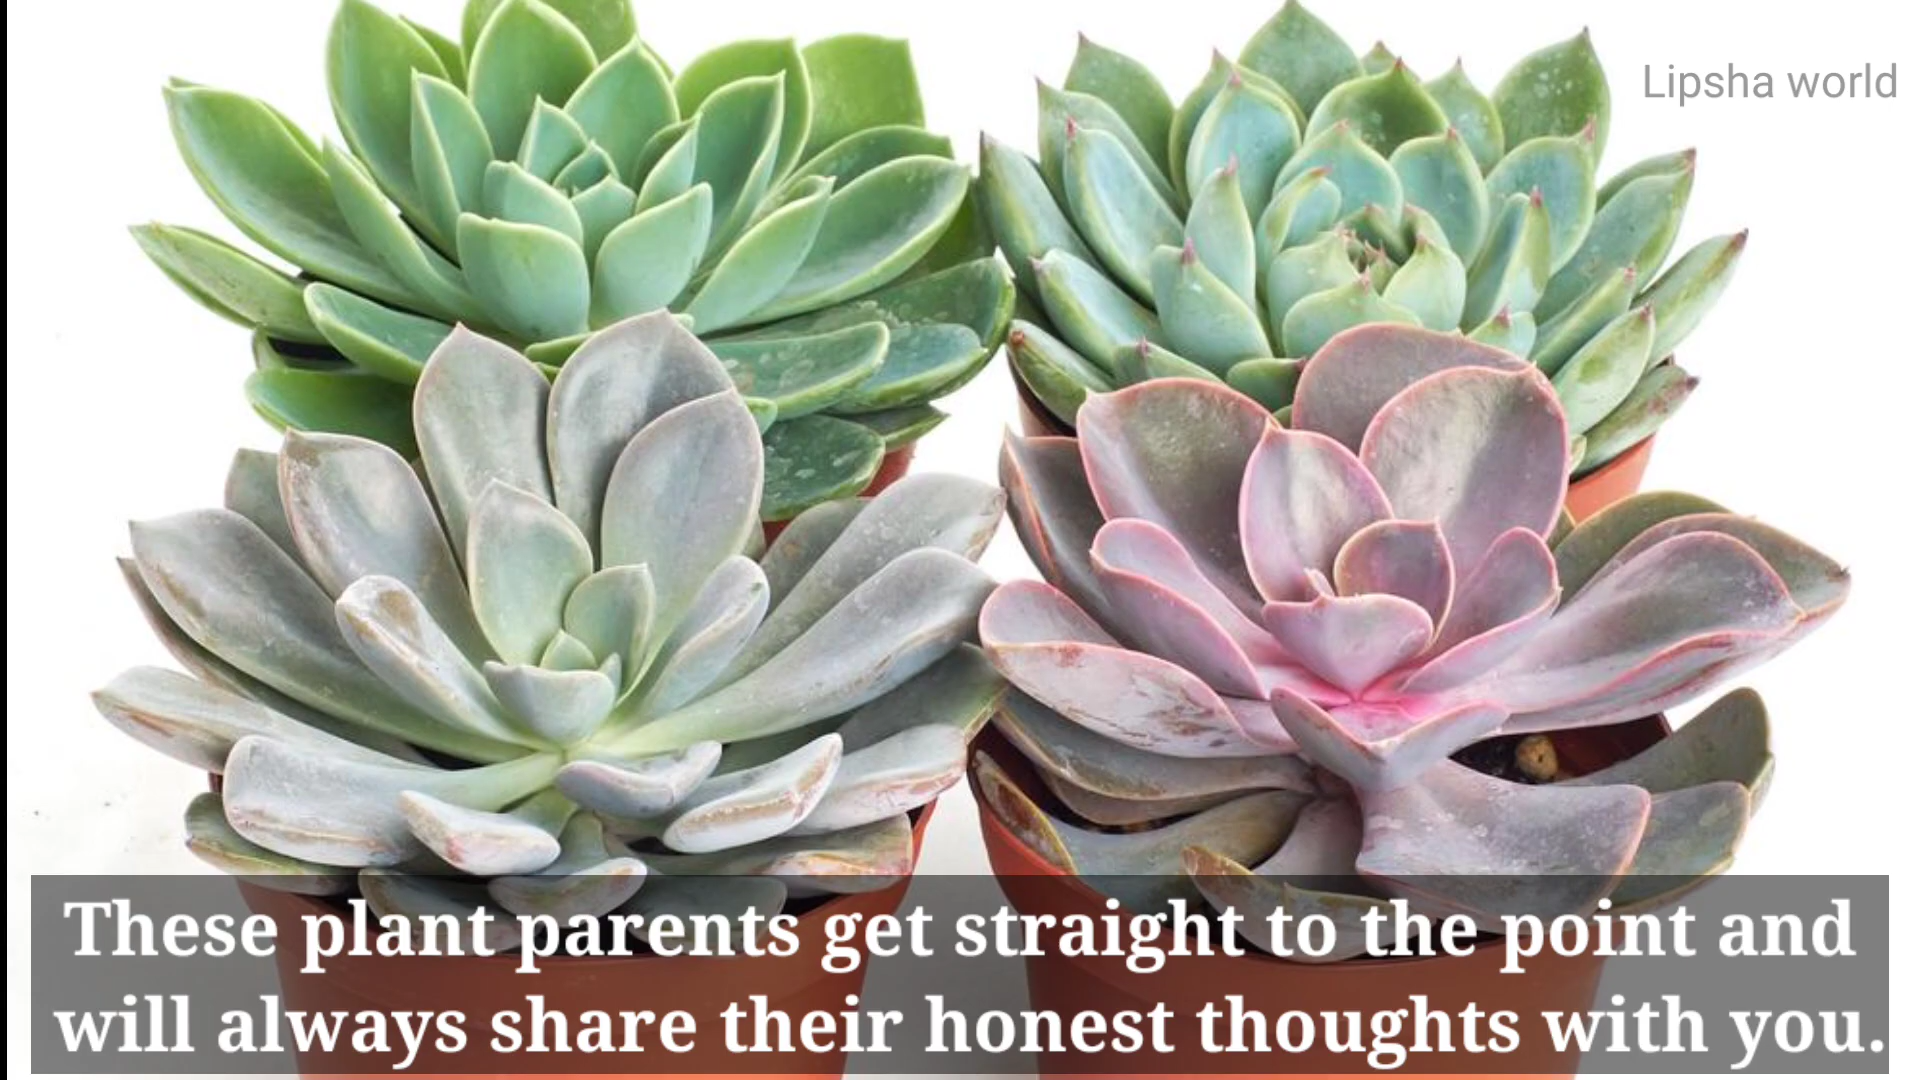 Lipsha world
These plant parents get straight to the point and
will always share their honest thoughts with you.